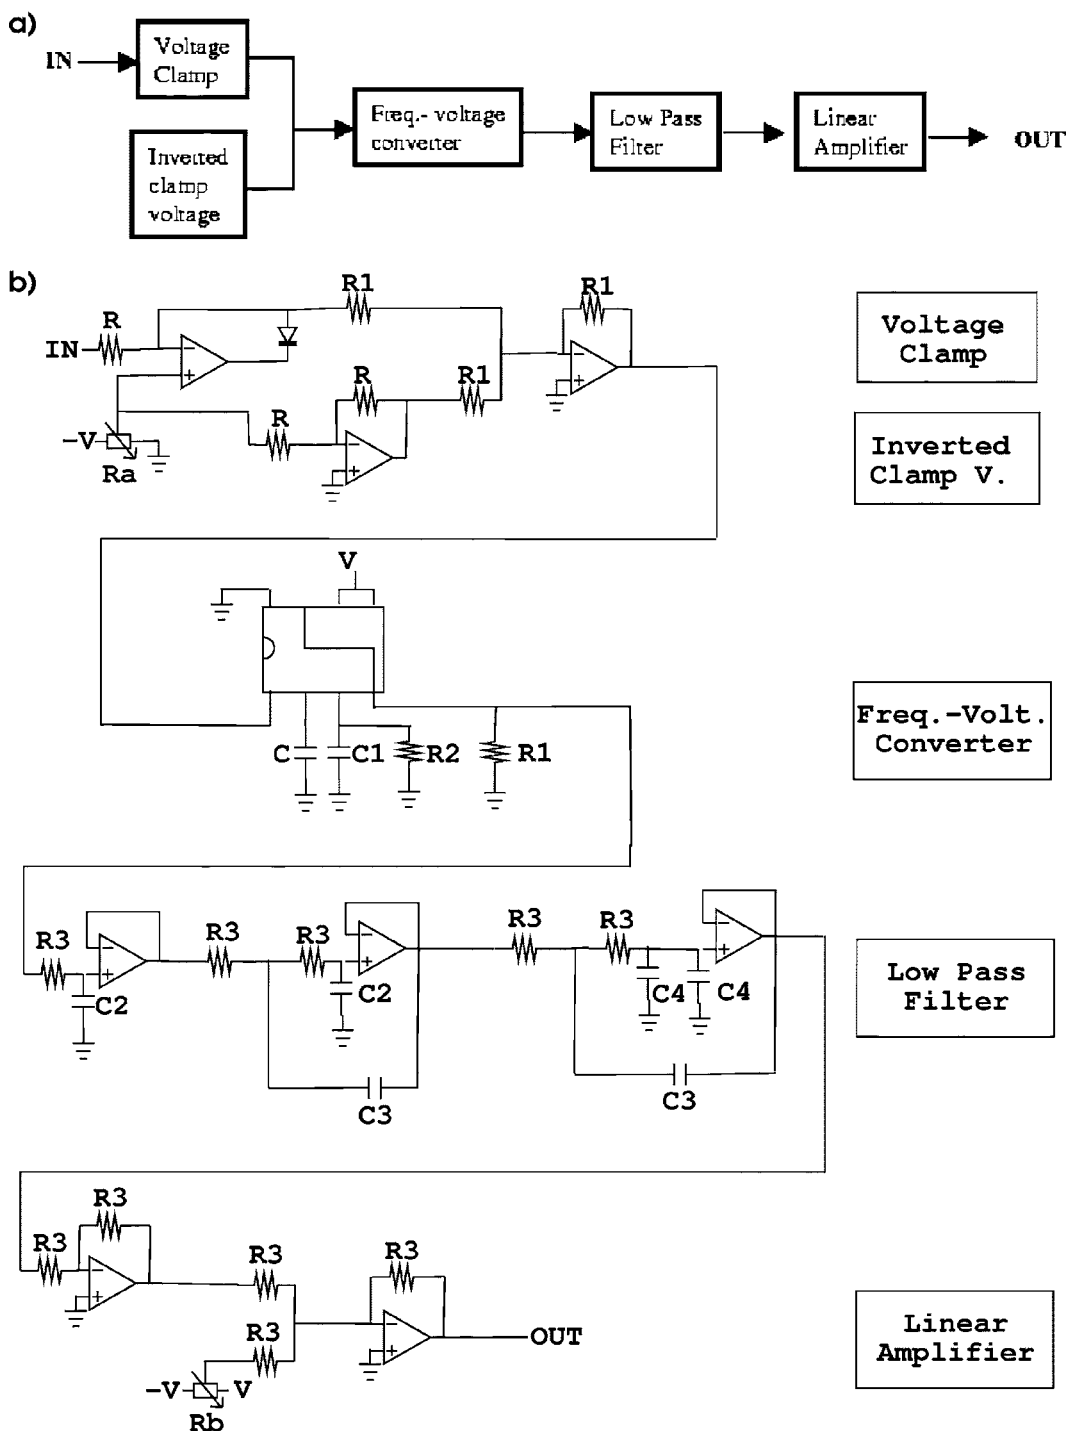 a)
IN
Voltage
Clamp
Inverted
clamp
voltage
Freq.- voltage
converter
Low Pass
Filter
Linear
Amplifier
OUT
b)
R1
R1
R
IN
R
R1
R
-V
Ra
Voltage
Clamp
Inverted
Clamp V.
V
C
C1
R2
R1
Freq.-Volt.
Converter
R3
R3
R3
R3
R3
C2
C2
C4
C4
C3
C3
Low Pass
Filter
R3
R3
R3
R3
R3
-V
V
Rb
OUT
Linear
Amplifier